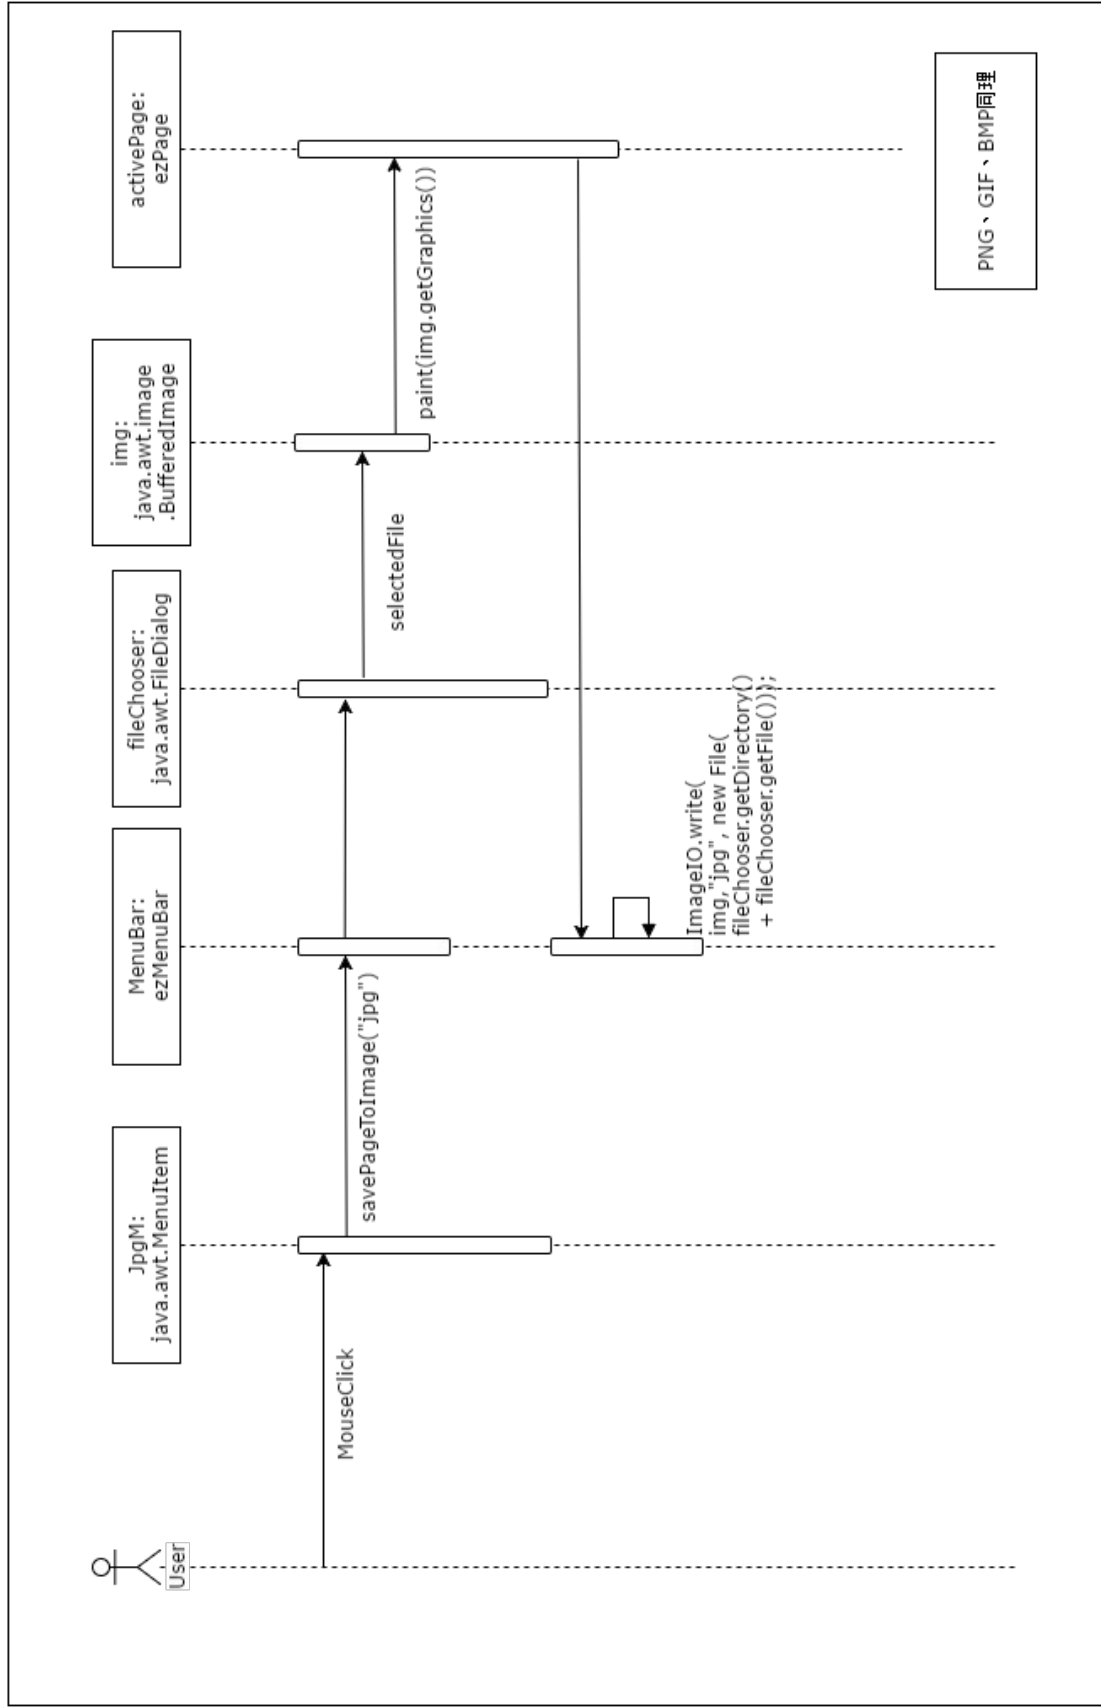 User
JpgM:
java.awt.MenuItem
MenuBar:
ezMenuBar
fileChooser:
java.awt.FileDialog
img:
java.awt.image
.BufferedImage
activePage:
ezPage
MouseClick
savePageToImage("jpg")
selectedFile
paint(img.getGraphics())
ImageIO.write(
img,"jpg", new File(
fileChooser.getDirectory()
+ fileChooser.getFile()));
PNG、GIF、BMP同理